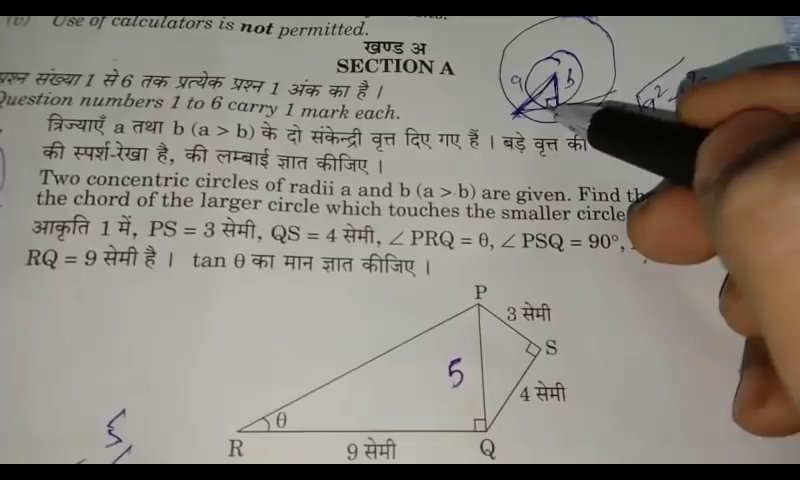 (c) Use of calculators is not permitted.
खण्ड अ
SECTION A
प्रश्न संख्या 1 से 6 तक प्रत्येक प्रश्न 1 अंक का है ।
Question numbers 1 to 6 carry 1 mark each.
a b
त्रिज्याएँ a तथा b (a > b) के दो संकेन्द्री वृत्त दिए गए हैं । बड़े वृत्त की
की स्पर्श-रेखा है, की लम्बाई ज्ञात कीजिए ।
Two concentric circles of radii a and b (a > b) are given. Find
the chord of the larger circle which touches the smaller circle
आकृति 1 में, PS = 3 सेमी, QS = 4 सेमी, ∠ PRQ = θ, ∠ PSQ = 90°,
RQ = 9 सेमी है । tan θ का मान ज्ञात कीजिए ।
P
3 सेमी
S
5
4 सेमी
θ
R
9 सेमी
Q